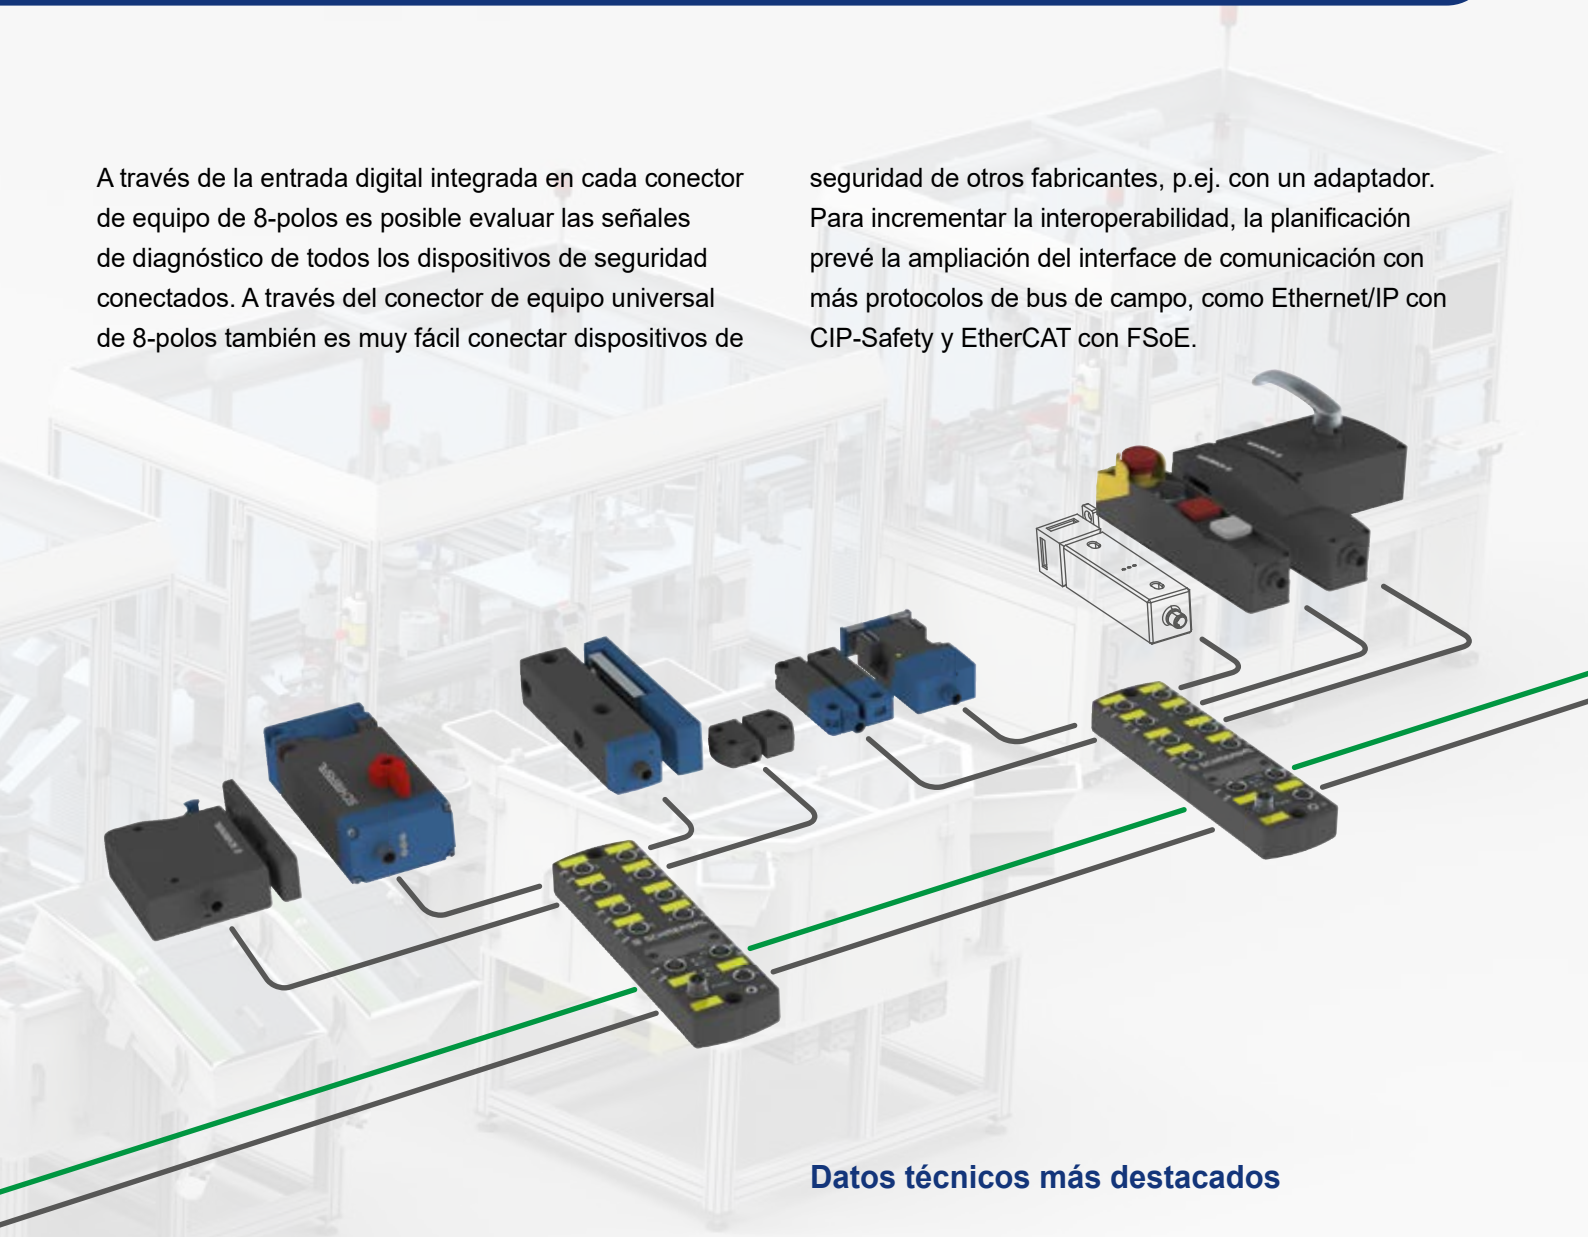 A través de la entrada digital integrada en cada conector
de equipo de 8-polos es posible evaluar las señales
de diagnóstico de todos los dispositivos de seguridad
conectados. A través del conector de equipo universal
de 8-polos también es muy fácil conectar dispositivos de
seguridad de otros fabricantes, p.ej. con un adaptador.
Para incrementar la interoperabilidad, la planificación
prevé la ampliación del interface de comunicación con
más protocolos de bus de campo, como Ethernet/IP con
CIP-Safety y EtherCAT con FSoE.
SCHMERSAL
SCHMERSAL
SCHMERSAL
Datos técnicos más destacados